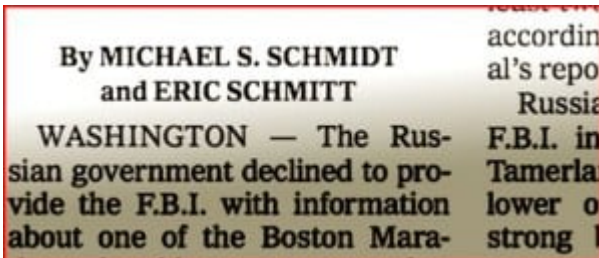 By MICHAEL S. SCHMIDT
and ERIC SCHMITT
WASHINGTON — The Rus-
sian government declined to pro-
vide the F.B.I. with information
about one of the Boston Mara-
accordin
al's repo
Russia
F.B.I. in
Tamerla
lower o
strong